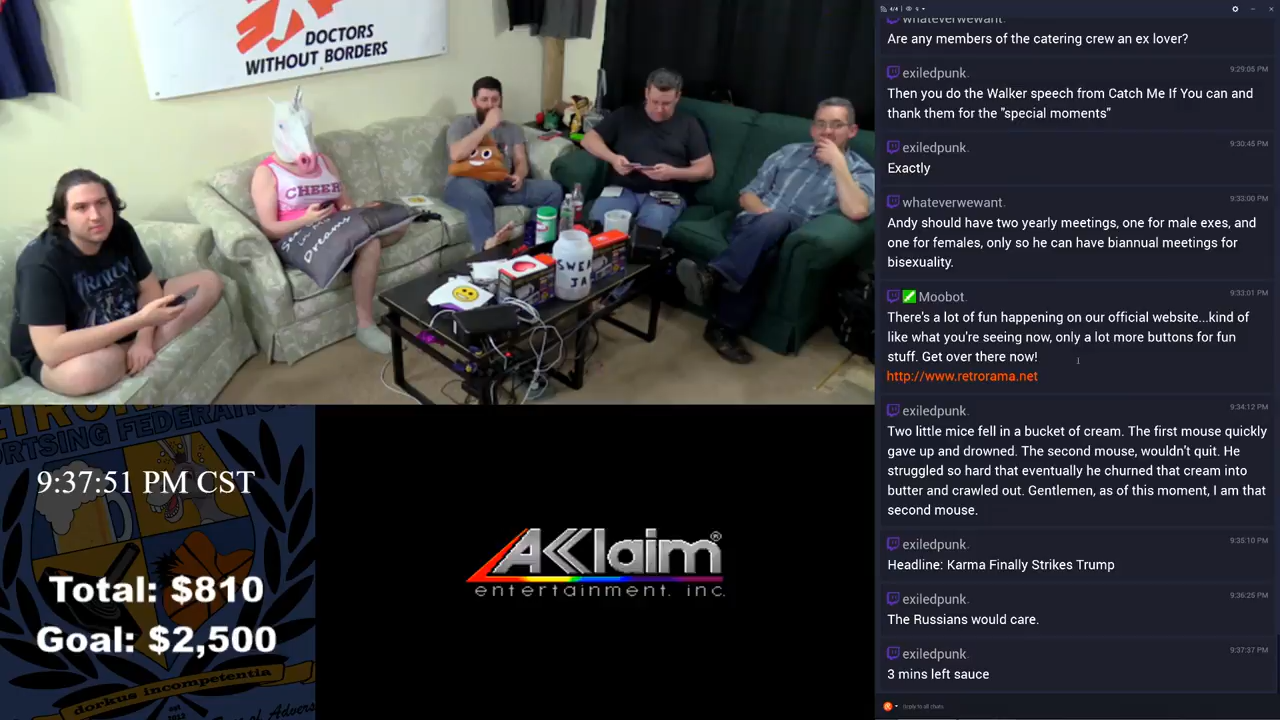 DOCTORS
WITHOUT BORDERS
CHEER
Dreams
SWEA
JA
9:37:51 PM CST
Total: $810
Goal: $2,500
dorkus incompetentia
AKklaim®
entertainment, inc.
4/4
whateverwewant.
Are any members of the catering crew an ex lover?
exiledpunk.
9:29:05 PM
Then you do the Walker speech from Catch Me If You can and
thank them for the "special moments"
exiledpunk.
9:30:45 PM
Exactly
whateverwewant.
9:33:00 PM
Andy should have two yearly meetings, one for male exes, and
one for females, only so he can have biannual meetings for
bisexuality.
Moobot.
9:33:01 PM
There's a lot of fun happening on our official website...kind of
like what you're seeing now, only a lot more buttons for fun
stuff. Get over there now!
http://www.retrorama.net
exiledpunk.
9:34:12 PM
Two little mice fell in a bucket of cream. The first mouse quickly
gave up and drowned. The second mouse, wouldn't quit. He
struggled so hard that eventually he churned that cream into
butter and crawled out. Gentlemen, as of this moment, I am that
second mouse.
exiledpunk.
9:35:10 PM
Headline: Karma Finally Strikes Trump
exiledpunk.
9:36:25 PM
The Russians would care.
exiledpunk.
9:37:37 PM
3 mins left sauce
Reply to all chats